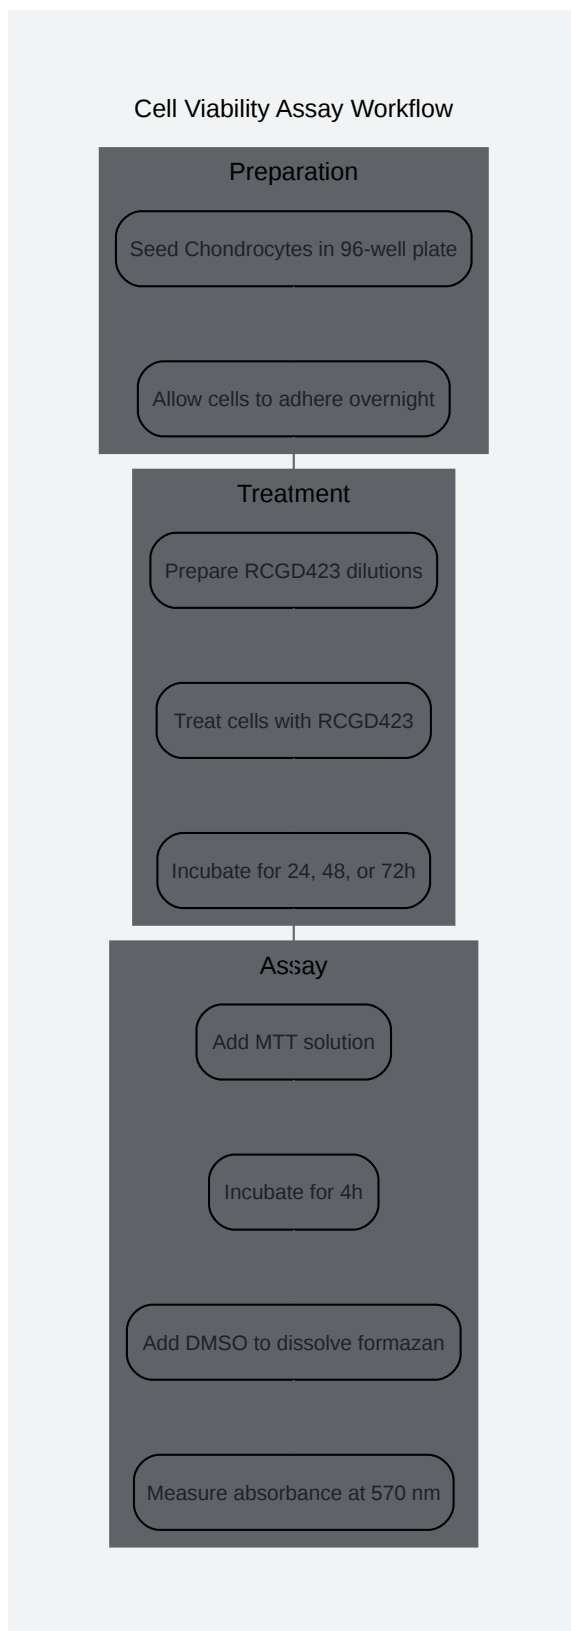 Cell Viability Assay Workflow
Preparation
Seed Chondrocytes in 96-well plate
Allow cells to adhere overnight
Treatment
Prepare RCGD423 dilutions
Treat cells with RCGD423
Incubate for 24, 48, or 72h
Assay
Add MTT solution
Incubate for 4h
Add DMSO to dissolve formazan
Measure absorbance at 570 nm